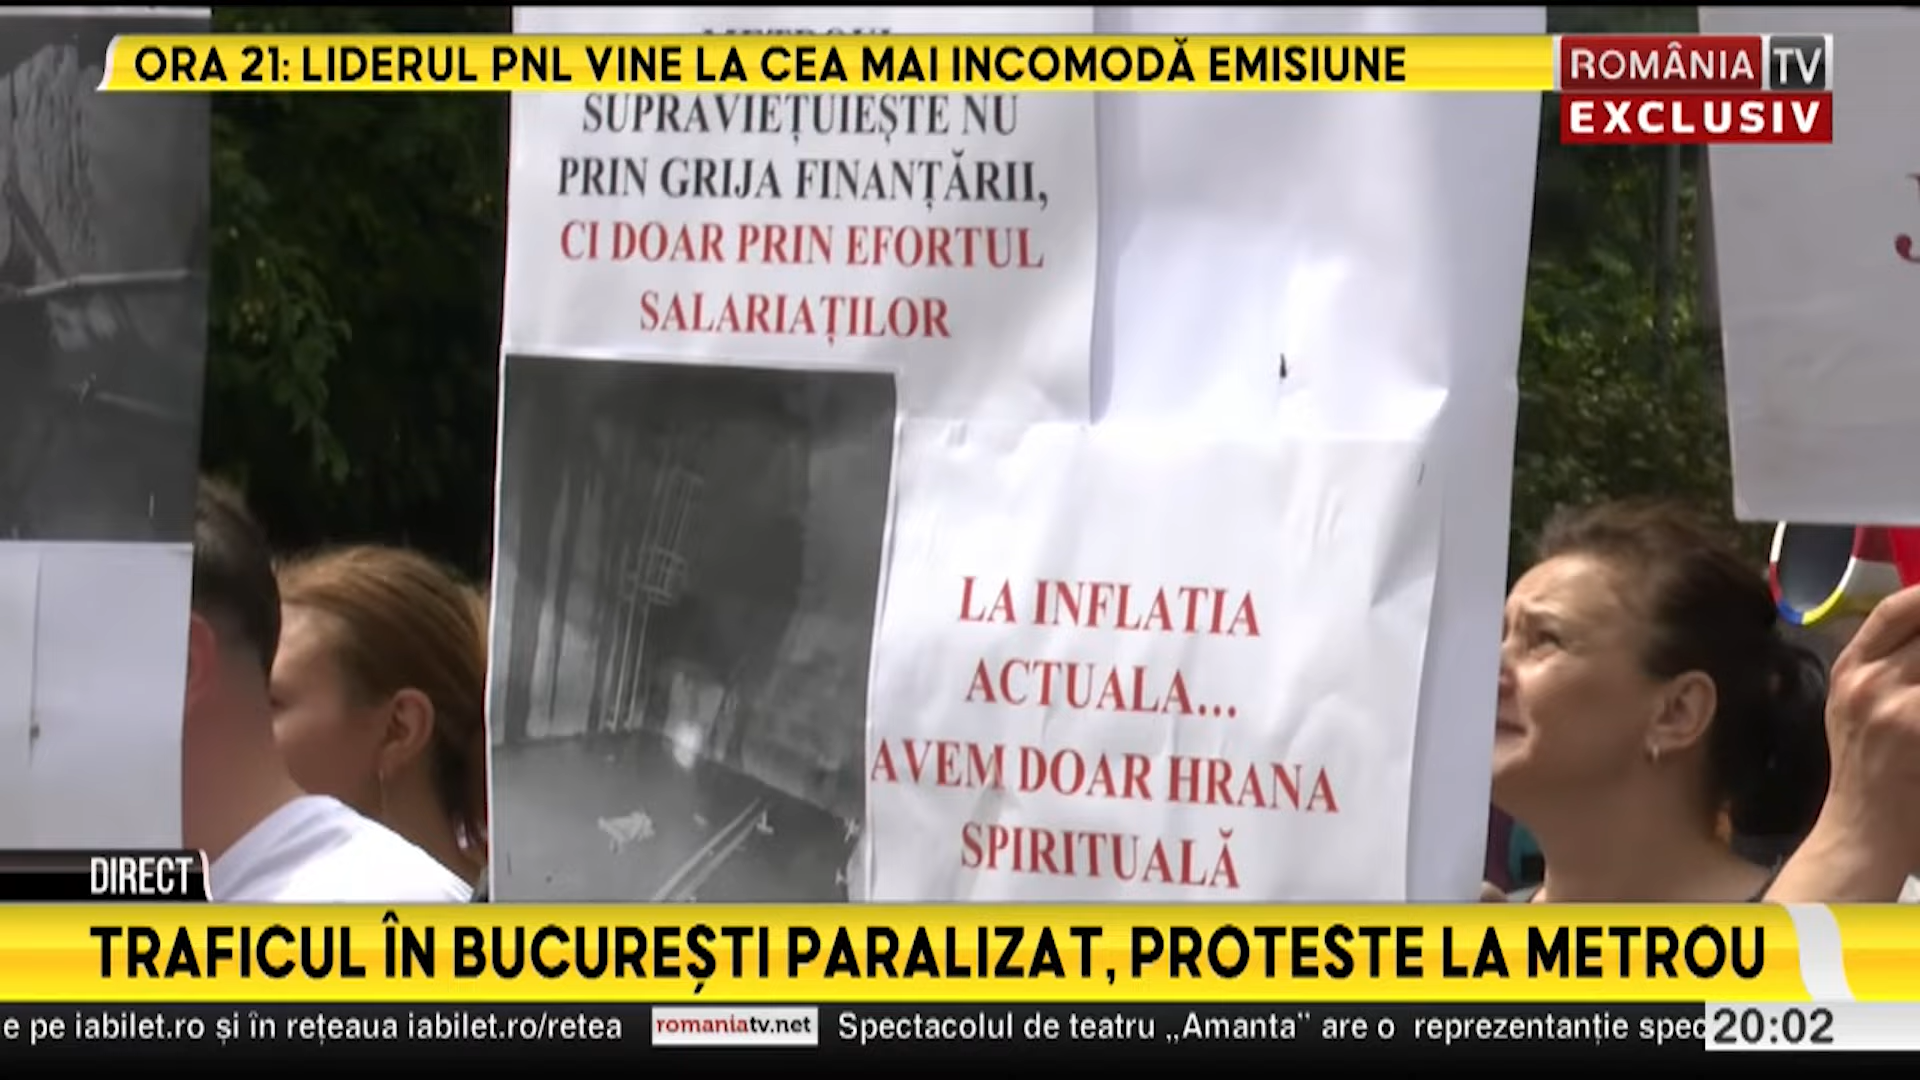 ORA 21: LIDERUL PNL VINE LA CEA MAI INCOMODĂ EMISIUNE
ROMÂNIA TV
EXCLUSIV
SUPRAVIEȚUIEȘTE NU
PRIN GRIJA FINANȚĂRII,
CI DOAR PRIN EFORTUL
SALARIAȚILOR
LA INFLATIA
ACTUALA...
AVEM DOAR HRANA
SPIRITUALĂ
DIRECT
TRAFICUL ÎN BUCUREȘTI PARALIZAT, PROTESTE LA METROU
e pe iabilet.ro și în rețeaua iabilet.ro/retea romaniatv.net Spectacolul de teatru „Amanta” are o reprezentanție spec
20:02